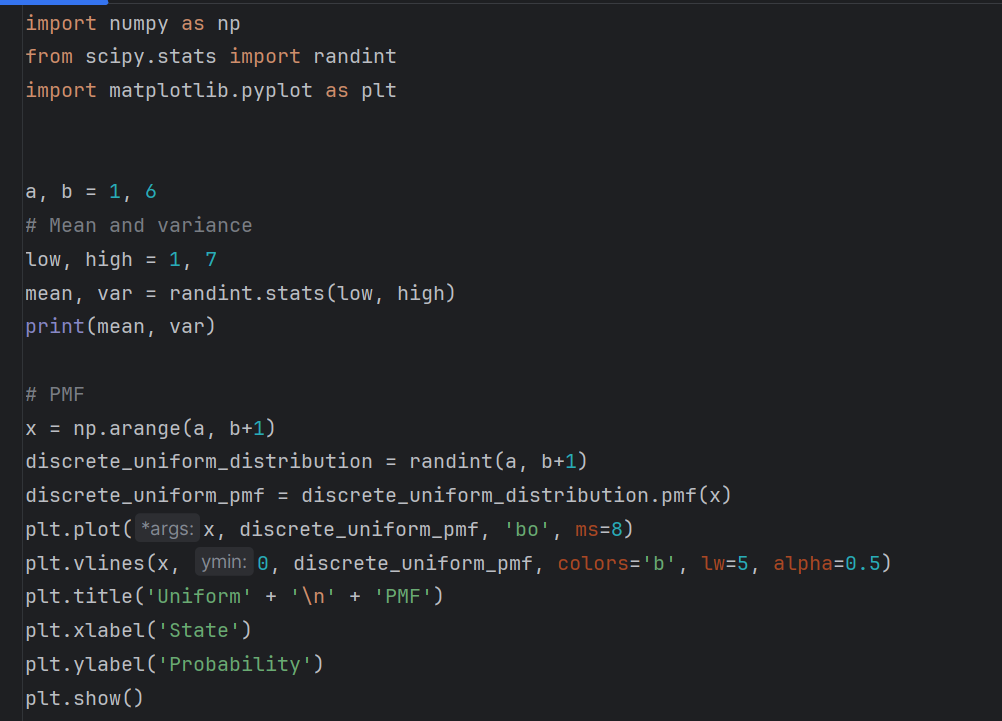 import numpy as np
from scipy.stats import randint
import matplotlib.pyplot as plt
a, b = 1, 6
# Mean and variance
low, high = 1, 7
mean, var = randint.stats(low, high)
print(mean, var)
# PMF
x = np.arange(a, b+1)
discrete_uniform_distribution = randint(a, b+1)
discrete_uniform_pmf = discrete_uniform_distribution.pmf(x)
plt.plot( *args: x, discrete_uniform_pmf, 'bo', ms=8)
plt.vlines(x, ymin: 0, discrete_uniform_pmf, colors='b', lw=5, alpha=0.5)
plt.title('Uniform' + '\n' + 'PMF')
plt.xlabel('State')
plt.ylabel('Probability')
plt.show()